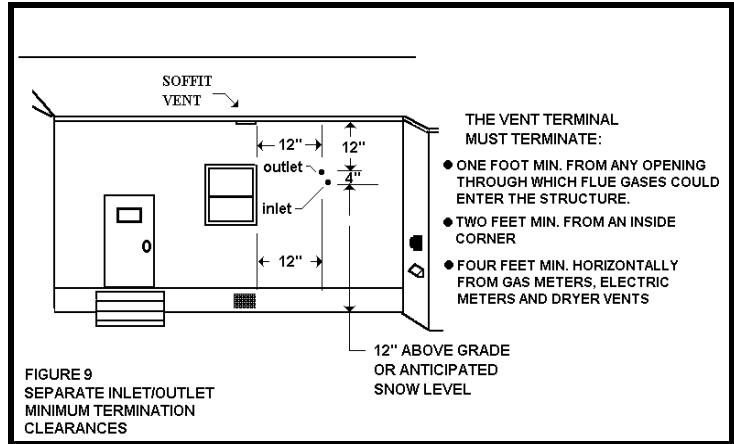 SOFFIT
VENT
12"
12"
outlet
4"
inlet
12"
12" ABOVE GRADE
OR ANTICIPATED
SNOW LEVEL
THE VENT TERMINAL
MUST TERMINATE:
● ONE FOOT MIN. FROM ANY OPENING
THROUGH WHICH FLUE GASES COULD
ENTER THE STRUCTURE.
● TWO FEET MIN. FROM AN INSIDE
CORNER
● FOUR FEET MIN. HORIZONTALLY
FROM GAS METERS, ELECTRIC
METERS AND DRYER VENTS
FIGURE 9
SEPARATE INLET/OUTLET
MINIMUM TERMINATION
CLEARANCES